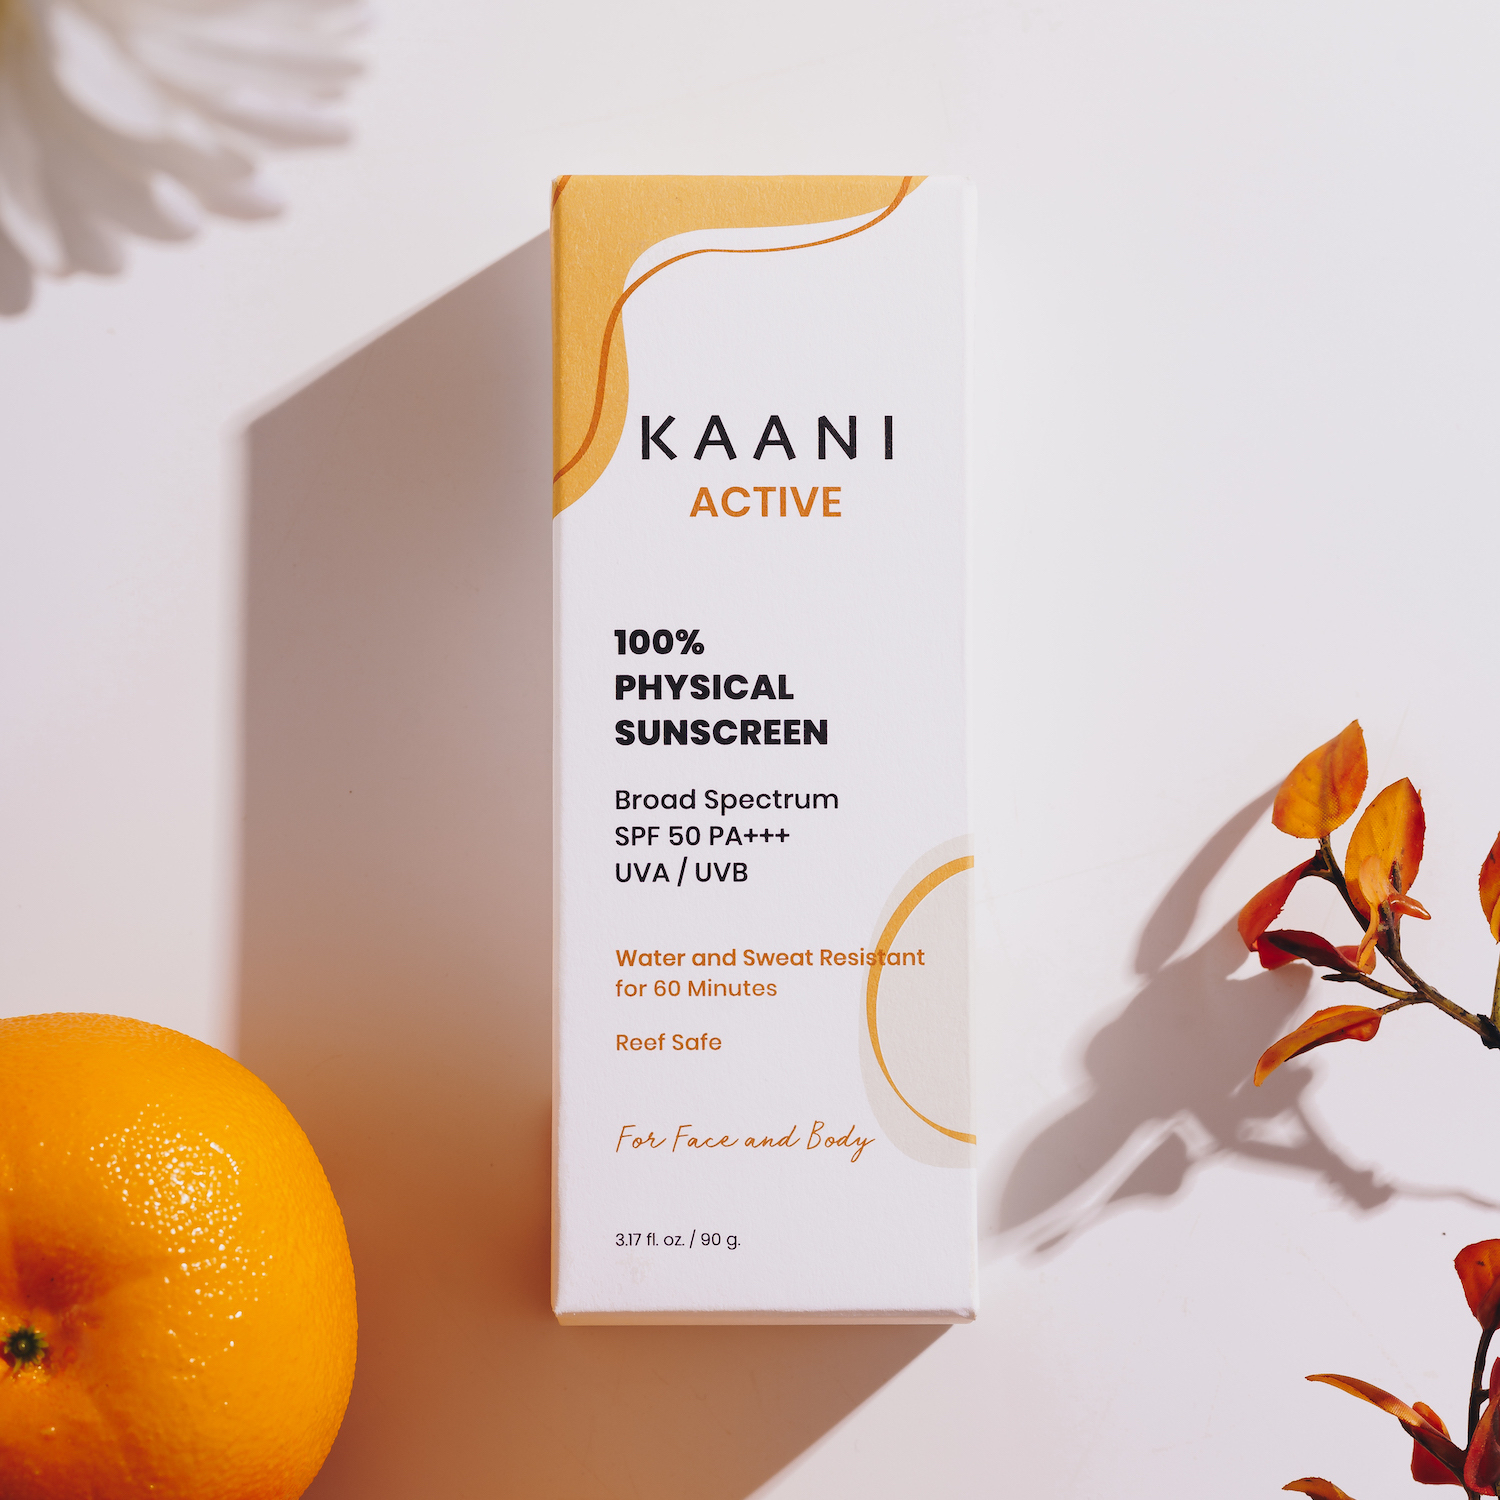 KAANI
ACTIVE
100%
PHYSICAL
SUNSCREEN
Broad Spectrum
SPF 50 PA+++
UVA / UVB
Water and Sweat Resistant
for 60 Minutes
Reef Safe
For Face and Body
3.17 fl. oz. / 90 g.